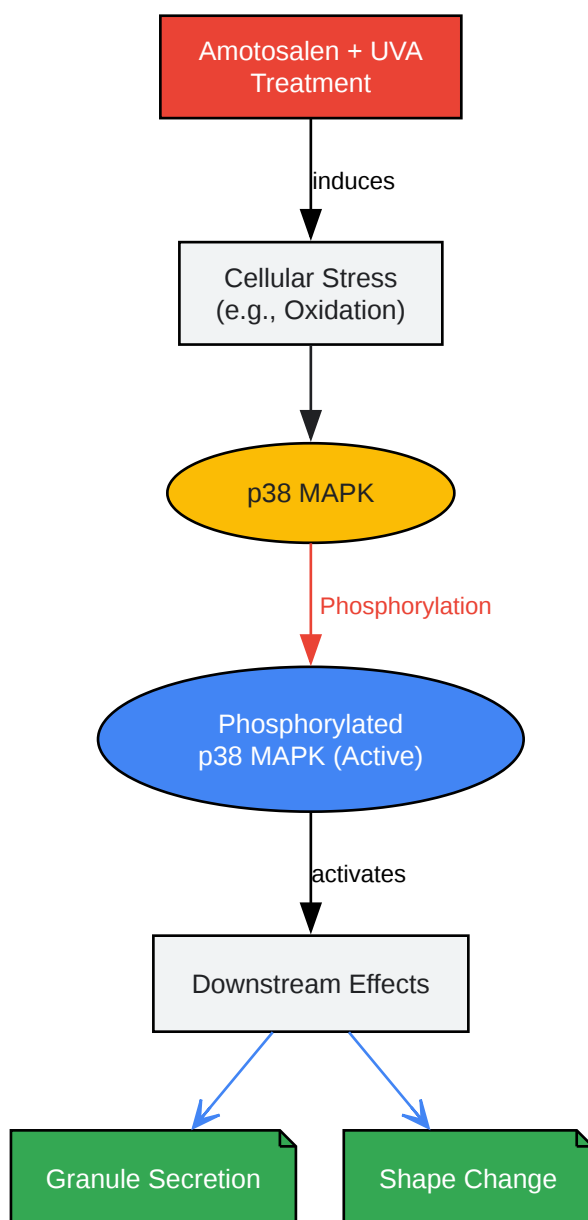 Amotosalen + UVA
Treatment
induces
Cellular Stress
(e.g., Oxidation)
p38 MAPK
Phosphorylation
Phosphorylated
p38 MAPK (Active)
activates
Downstream Effects
Granule Secretion
Shape Change